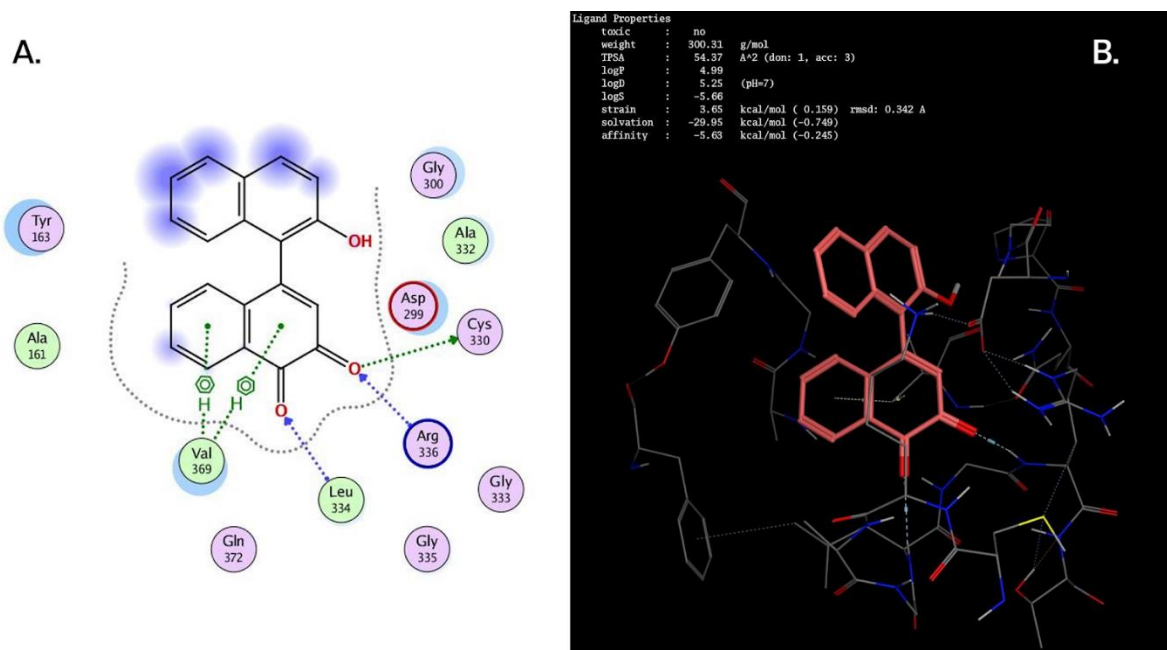 A.
OH
O
O
H
H
Tyr
163
Ala
161
Val
369
Gln
372
Leu
334
Gly
335
Gly
333
Arg
336
Cys
330
Asp
299
Ala
332
Gly
300
B.
Ligand Properties
toxic : no
weight : 300.31 g/mol
TPSA : 54.37 A^2 (don: 1, acc: 3)
logP : 4.99
logD : 5.25 (pH=7)
logS : -5.66
strain : 3.65 kcal/mol ( 0.159) rmsd: 0.342 A
solvation : -29.95 kcal/mol (-0.749)
affinity : -5.63 kcal/mol (-0.245)